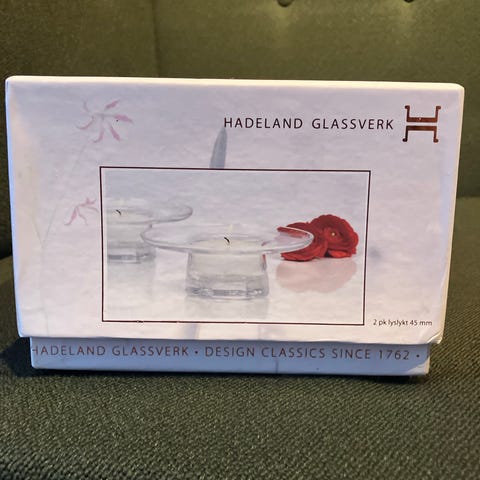 HADELAND GLASSVERK
2 pk lyslykt 45 mm
HADELAND GLASSVERK • DESIGN CLASSICS SINCE 1762 •